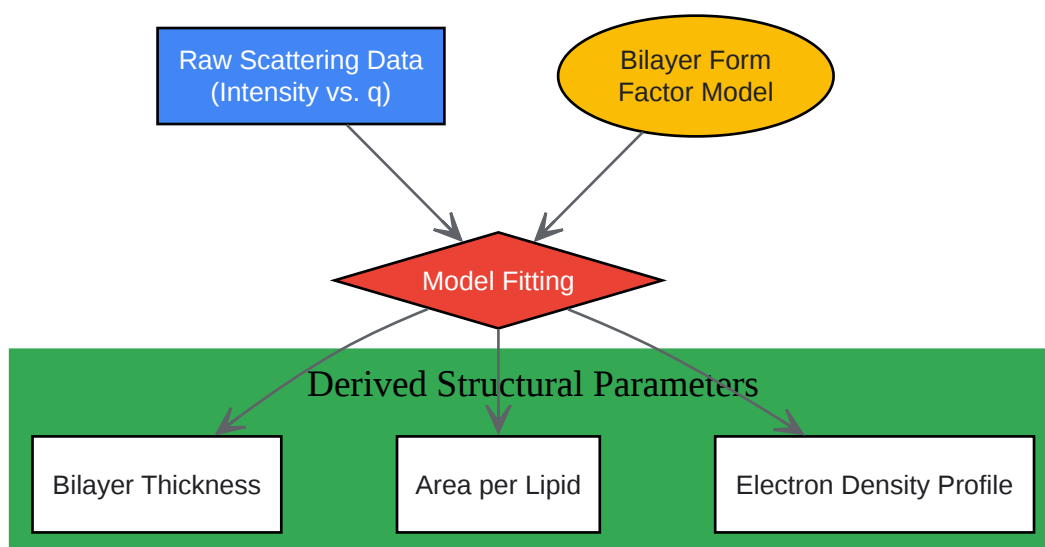 Raw Scattering Data
(Intensity vs. q)
Bilayer Form
Factor Model
Model Fitting
Derived Structural Parameters
Bilayer Thickness
Area per Lipid
Electron Density Profile